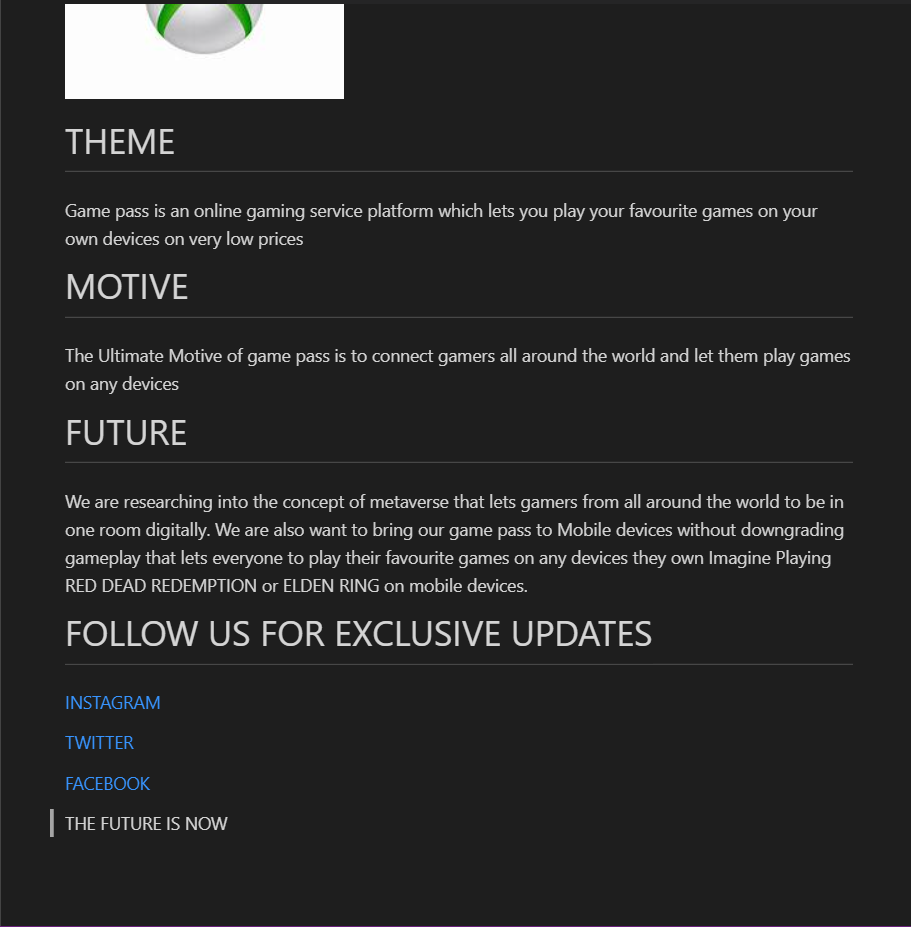 THEME
Game pass is an online gaming service platform which lets you play your favourite games on your
own devices on very low prices
MOTIVE
The Ultimate Motive of game pass is to connect gamers all around the world and let them play games
on any devices
FUTURE
We are researching into the concept of metaverse that lets gamers from all around the world to be in
one room digitally. We are also want to bring our game pass to Mobile devices without downgrading
gameplay that lets everyone to play their favourite games on any devices they own Imagine Playing
RED DEAD REDEMPTION or ELDEN RING on mobile devices.
FOLLOW US FOR EXCLUSIVE UPDATES
INSTAGRAM
TWITTER
FACEBOOK
THE FUTURE IS NOW